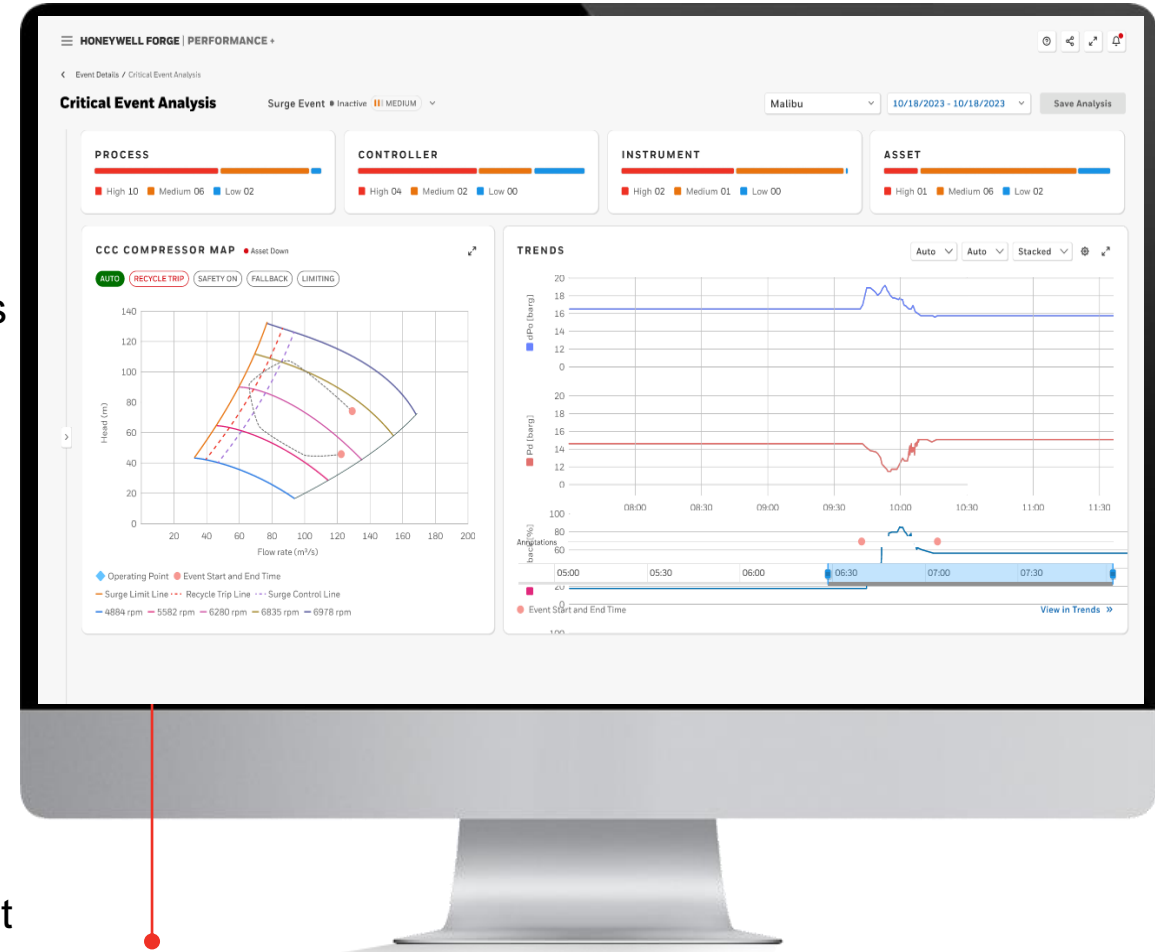 HONEYWELL FORGE | PERFORMANCE +
Event Details / Critical Event Analysis
Critical Event Analysis
Surge Event Inactive MEDIUM
Malibu
10/18/2023 - 10/18/2023
Save Analysis
PROCESS
High 10 Medium 06 Low 02
CONTROLLER
High 04 Medium 02 Low 00
INSTRUMENT
High 02 Medium 01 Low 00
ASSET
High 01 Medium 06 Low 02
s
CCC COMPRESSOR MAP Asset Down
AUTO RECYCLE TRIP SAFETY ON FALLBACK LIMITING
140
120
100
80
60
40
20
0
Head (m)
20 40 60 80 100 120 140 160 180 200
Flow rate (m³/s)
Operating Point Event Start and End Time
Surge Limit Line Recycle Trip Line Surge Control Line
4884 rpm 5582 rpm 6280 rpm 6835 rpm 6978 rpm
TRENDS
Auto Auto Stacked
20
18
16
14
12
0
dPo [barg]
20
18
16
14
12
0
Pd [barg]
08:00 08:30 09:00 09:30 10:00 10:30 11:00 11:30
100
80
60
Annotations
05:00 05:30 06:00 06:30 07:00 07:30
20
0
Event Start and End Time
View in Trends »
100
t